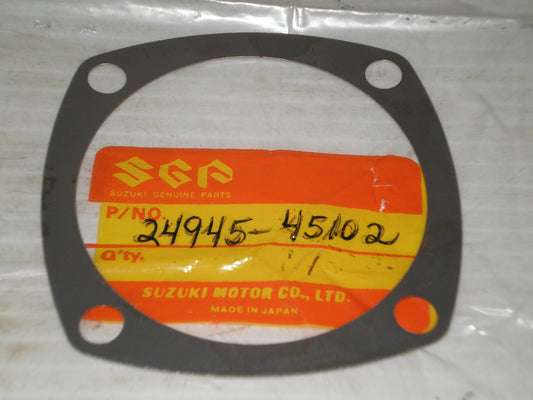 SGP
SUZUKI GENUINE PARTS
P/NO. 24945-45102
Q'ty. 1
SUZUKI MOTOR CO., LTD.
MADE IN JAPAN